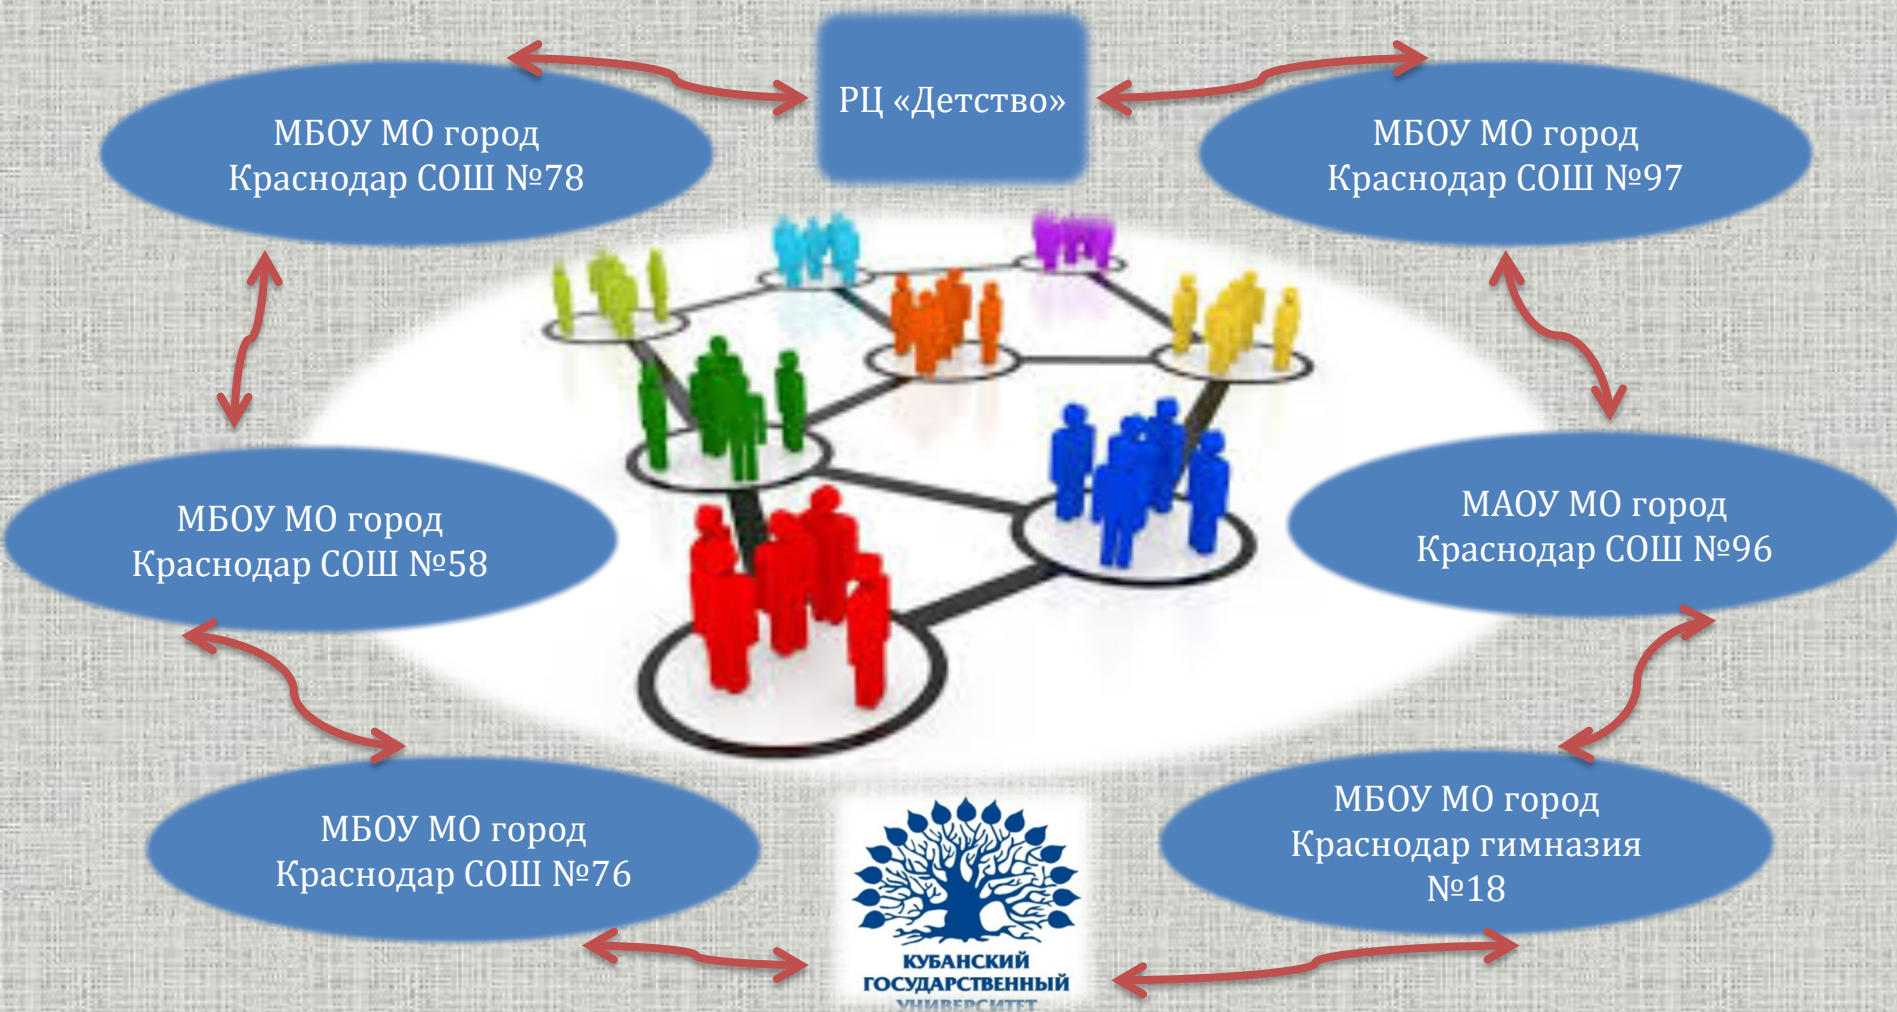 РЦ «Детство»
МБОУ МО город
Краснодар СОШ №78
МБОУ МО город
Краснодар СОШ №97
МБОУ МО город
Краснодар СОШ №58
МАОУ МО город
Краснодар СОШ №96
МБОУ МО город
Краснодар СОШ №76
МБОУ МО город
Краснодар гимназия
№18
КУБАНСКИЙ
ГОСУДАРСТВЕННЫЙ
УНИВЕРСИТЕТ